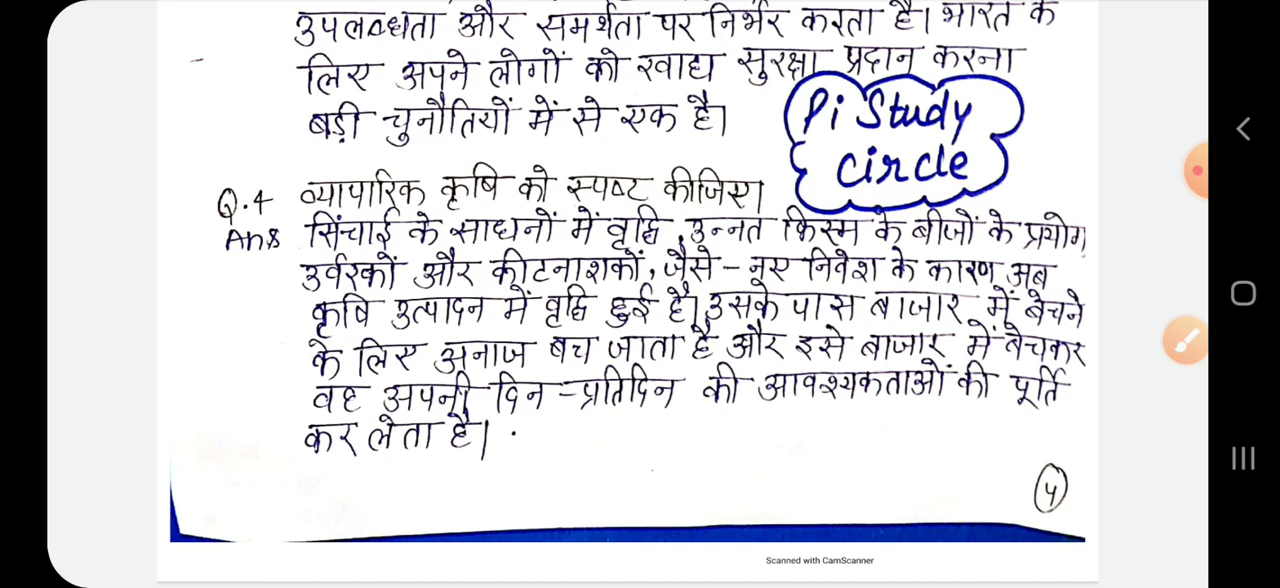 उपलब्धता और समर्थता पर निर्भर करता है। भारत के
लिए अपने लोगों को खाद्य सुरक्षा प्रदान करना
बड़ी चुनौतियों में से एक है।
Pi Study
Circle
Q.4 व्यापारिक कृषि को स्पष्ट कीजिए।
Ans सिंचाई के साधनों में वृद्धि, उन्नत किस्म के बीजों के प्रयोग,
उर्वरकों और कीटनाशकों, जैसे - नए निवेश के कारण अब
कृषि उत्पादन में वृद्धि हुई है। उसके पास बाजार में बेचने
के लिए अनाज बच जाता है और इसे बाजार में बेचकर
वह अपनी दिन - प्रतिदिन की आवश्यकताओं की पूर्ति
कर लेता है।
4
Scanned with CamScanner